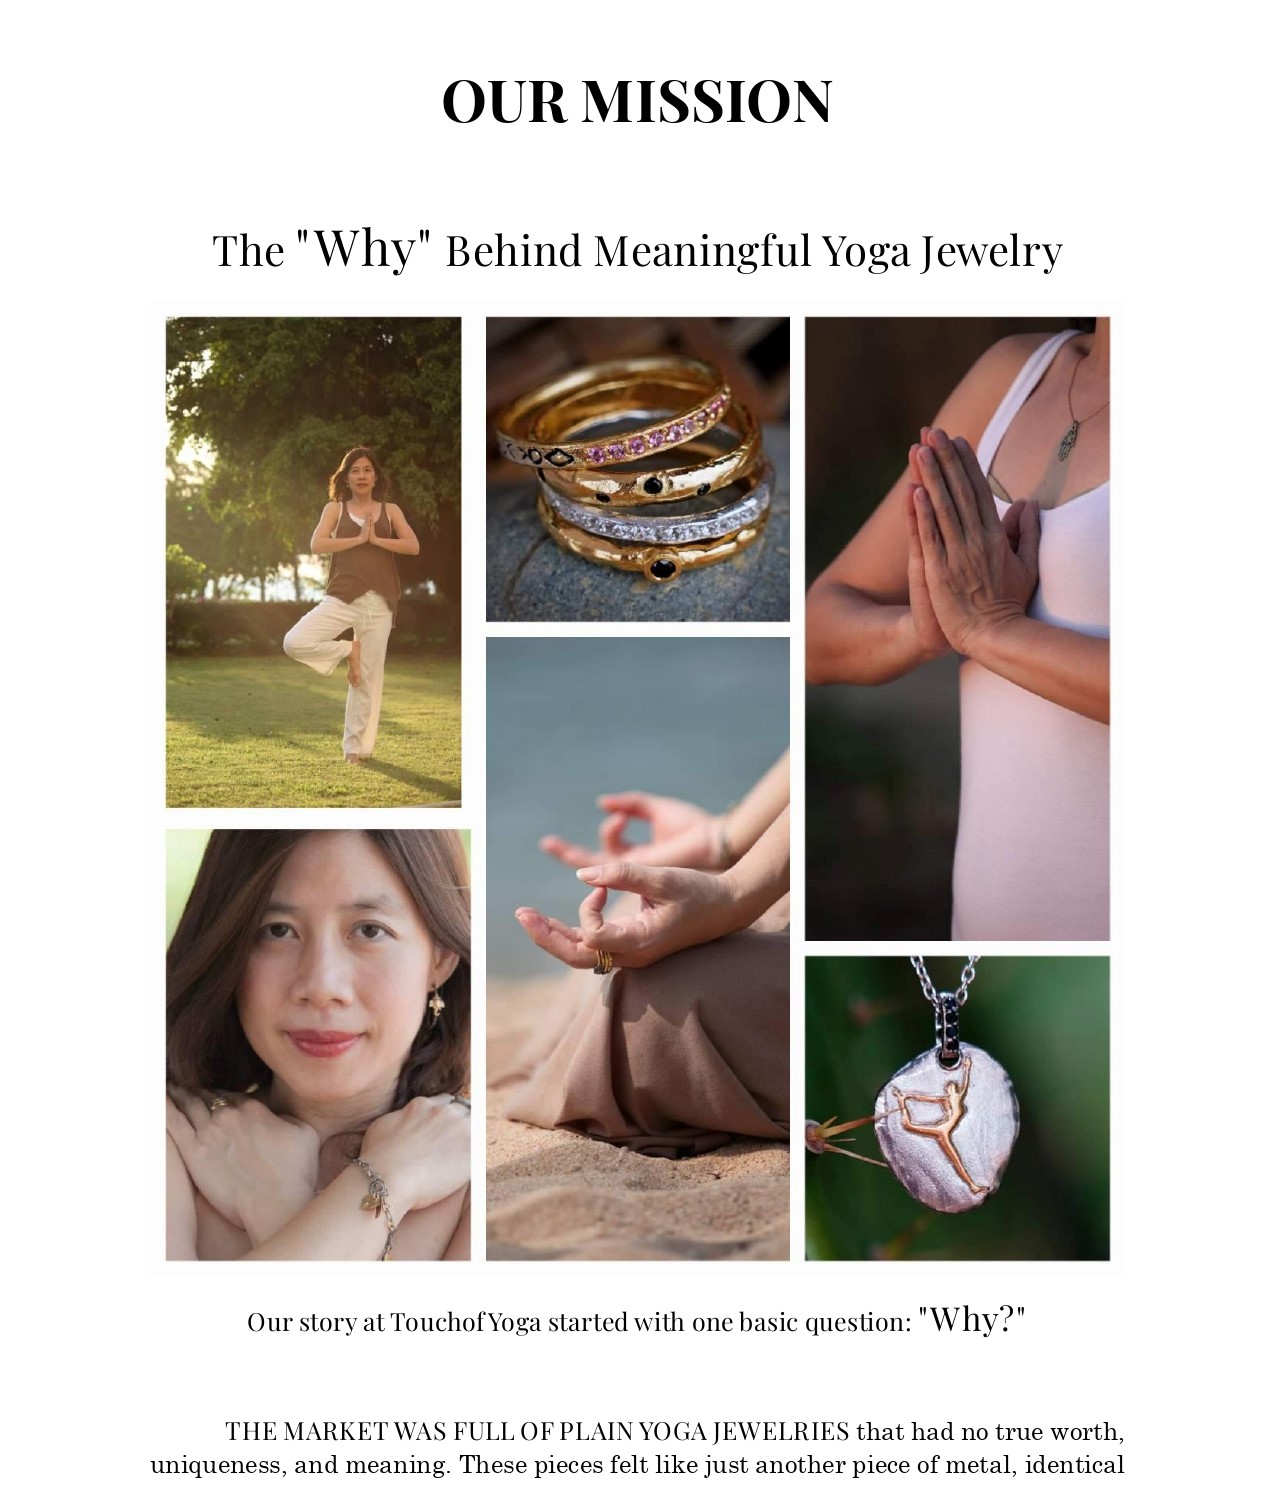 OUR MISSION
The "Why" Behind Meaningful Yoga Jewelry
Our story at TouchofYoga started with one basic question: "Why?"
THE MARKET WAS FULL OF PLAIN YOGA JEWELRIES that had no true worth,
uniqueness, and meaning. These pieces felt like just another piece of metal, identical